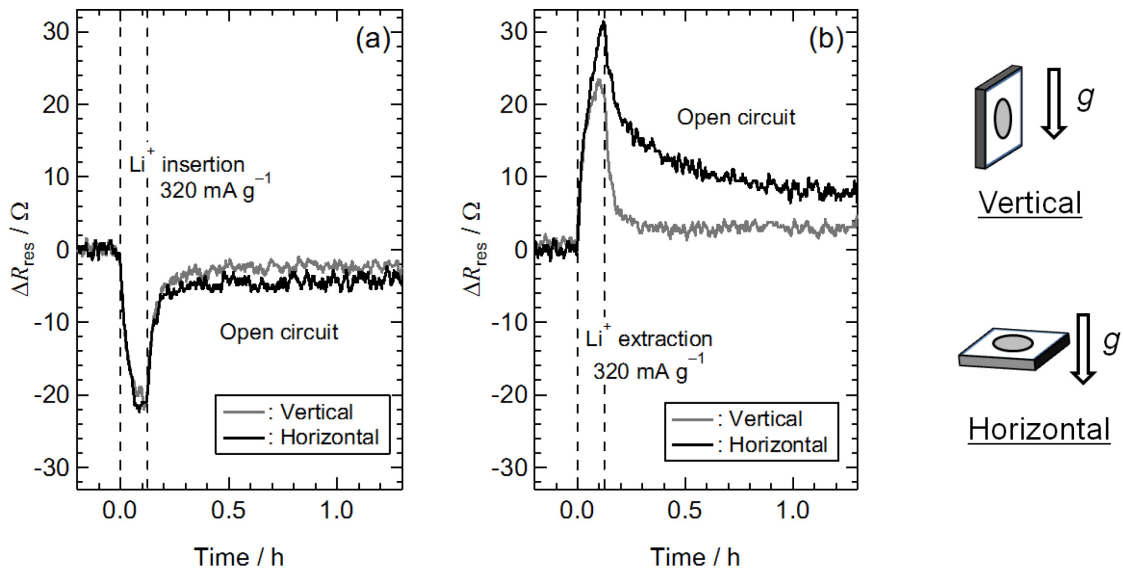 (a)
30
20
10
0
-10
-20
-30
ΔRres / Ω
Li+ insertion
320 mA g−1
Open circuit
: Vertical
: Horizontal
0.0
0.5
1.0
Time / h
(b)
30
20
10
0
-10
-20
-30
ΔRres / Ω
Open circuit
Li+ extraction
320 mA g−1
: Vertical
: Horizontal
0.0
0.5
1.0
Time / h
g
Vertical
g
Horizontal